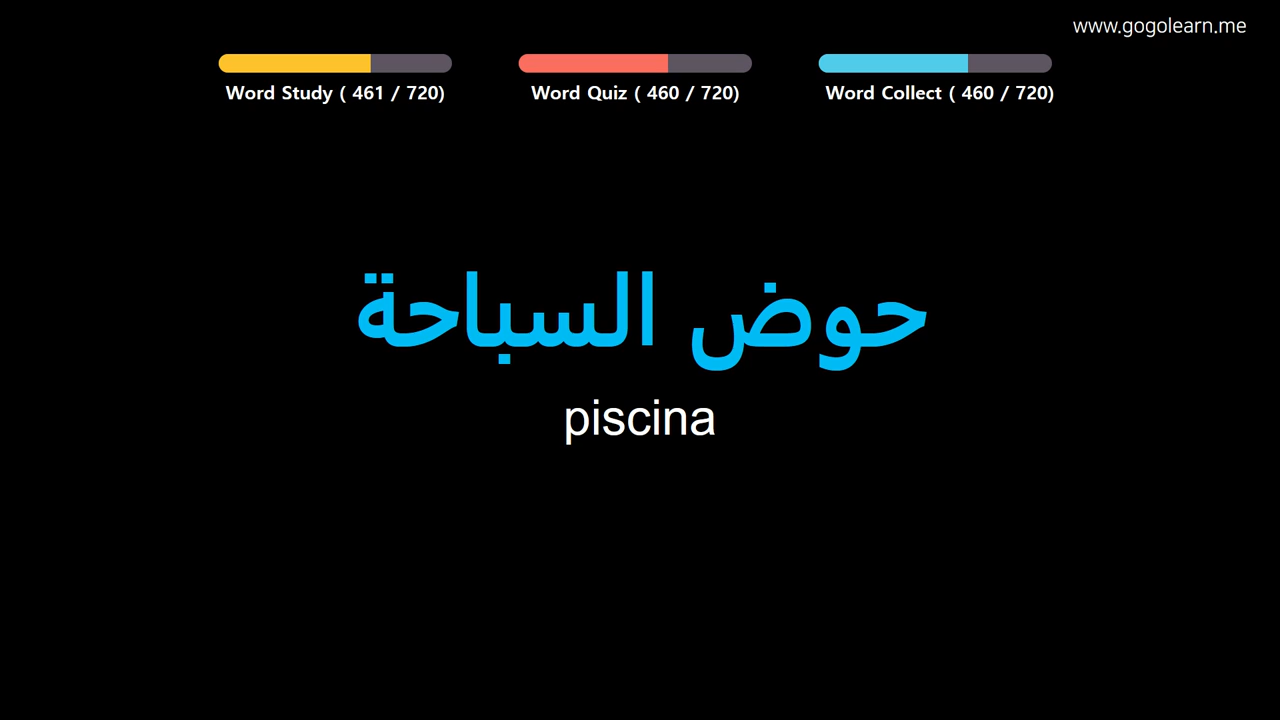 www.gogolearn.me
Word Study ( 461 / 720)
Word Quiz ( 460 / 720)
Word Collect ( 460 / 720)
حوض السباحة
piscina